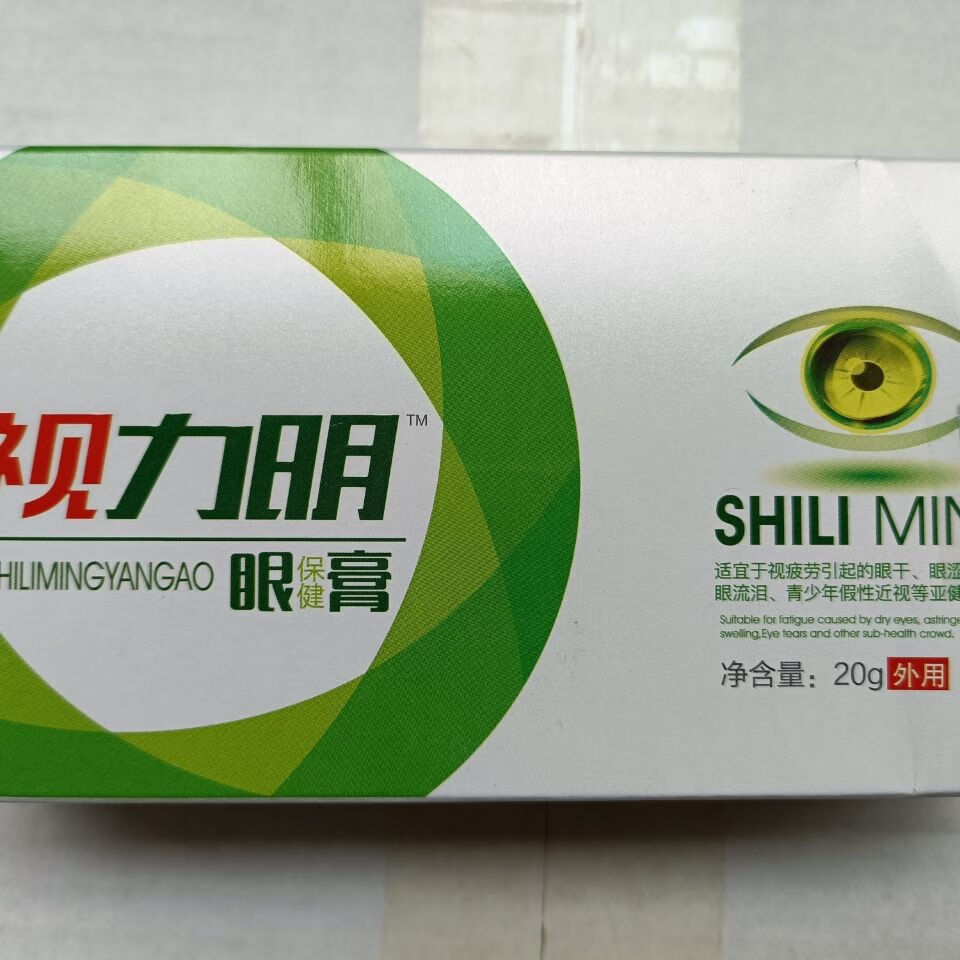 视力明™
HILIMINGYANGAO 眼保健膏
SHILI MIN
适宜于视疲劳引起的眼干、眼涩
眼流泪、青少年假性近视等亚健
Suitable for fatigue caused by dry eyes, astringe
swelling,Eye tears and other sub-health crowd.
净含量：20g 外用